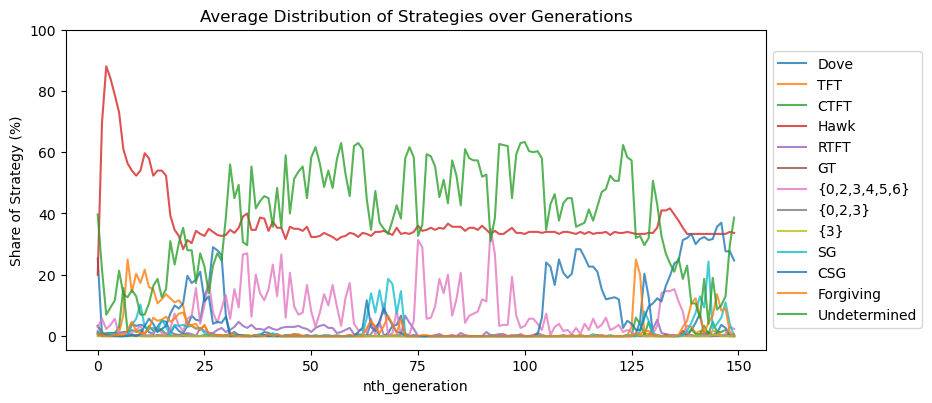 Average Distribution of Strategies over Generations
Share of Strategy (%)
100
80
60
40
20
0
0
25
50
75
100
125
150
nth_generation
Dove
TFT
CTFT
Hawk
RTFT
GT
{0,2,3,4,5,6}
{0,2,3}
{3}
SG
CSG
Forgiving
Undetermined